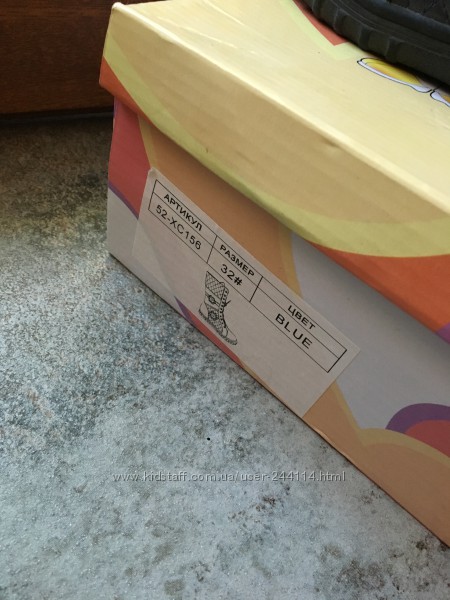 АРТИКУЛ РАЗМЕР ЦВЕТ
52-XC156 32# BLUE
www.kidstaff.com.ua/user-244114.html